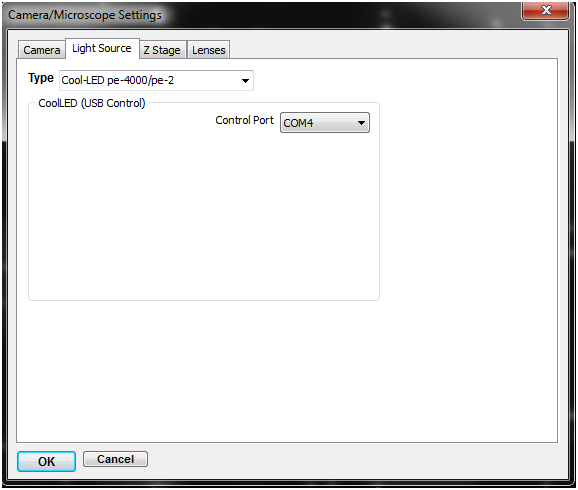 Camera/Microscope Settings
Camera Light Source Z Stage Lenses
Type Cool-LED pe-4000/pe-2
CoolLED (USB Control)
Control Port COM4
OK Cancel